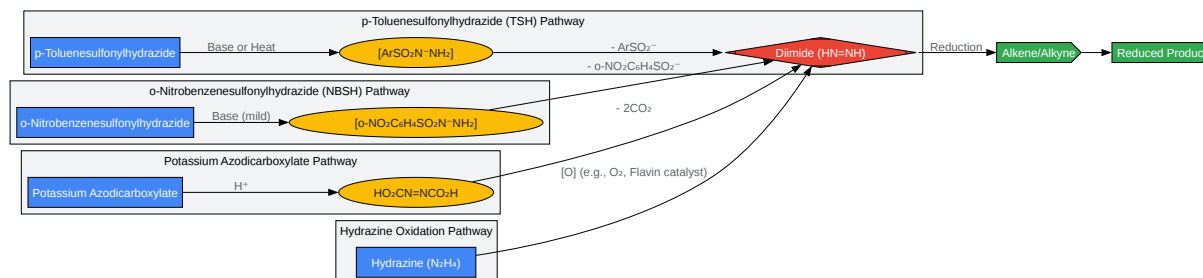 p-Toluenesulfonylhydrazide (TSH) Pathway
p-Toluenesulfonylhydrazide
Base or Heat
[ArSO₂N⁻NH₂]
- ArSO₂⁻
Diimide (HN=NH)
Reduction
Alkene/Alkyne
Reduced Product
- o-NO₂C₆H₄SO₂⁻
o-Nitrobenzenesulfonylhydrazide (NBSH) Pathway
o-Nitrobenzenesulfonylhydrazide
Base (mild)
[o-NO₂C₆H₄SO₂N⁻NH₂]
- 2CO₂
Potassium Azodicarboxylate Pathway
Potassium Azodicarboxylate
H⁺
HO₂CN=NCO₂H
[O] (e.g., O₂, Flavin catalyst)
Hydrazine Oxidation Pathway
Hydrazine (N₂H₄)